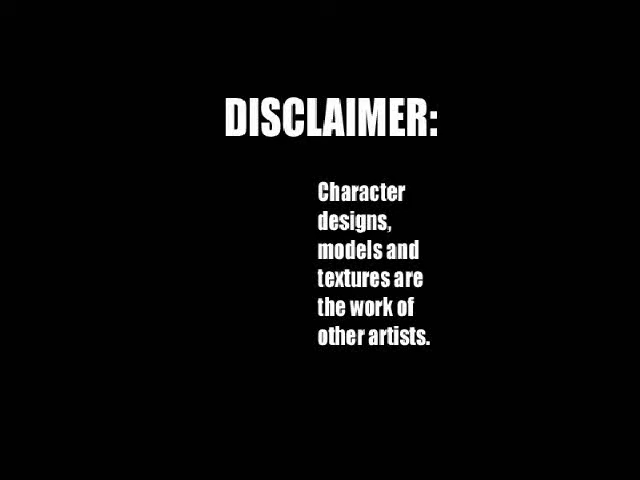 DISCLAIMER:
Character
designs,
models and
textures are
the work of
other artists.